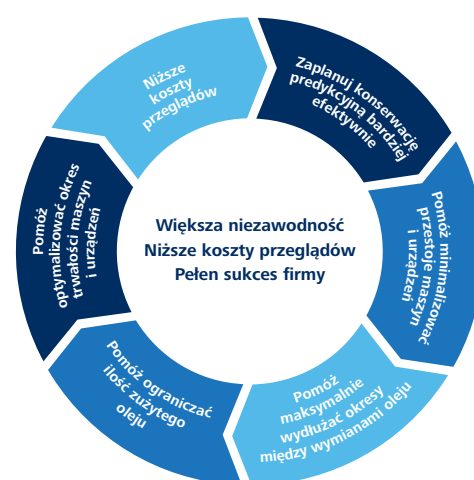 Niższe
koszty
przeglądów
Zaplanuj konserwację
predykcyjną bardziej
efektywnie
Pomóż minimalizować
przestoje maszyn
i urządzeń
Pomóż
maksymalnie
wydłużać okresy
między wymianami oleju
Pomóż ograniczać
ilość zużytego
oleju
Pomóż
optymalizować okres
trwałości maszyn
i urządzeń
Większa niezawodność
Niższe koszty przeglądów
Pełen sukces firmy